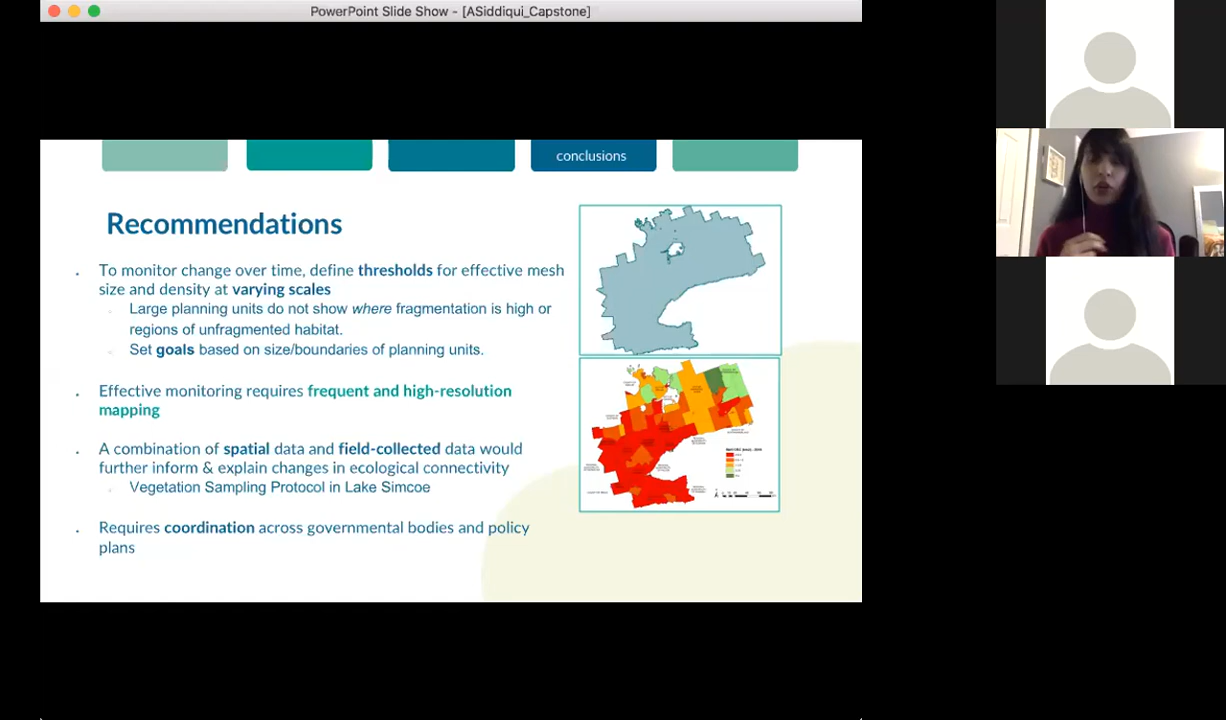 PowerPoint Slide Show - [ASiddiqui_Capstone]
conclusions
Recommendations
To monitor change over time, define thresholds for effective mesh
size and density at varying scales
Large planning units do not show where fragmentation is high or
regions of unfragmented habitat.
Set goals based on size/boundaries of planning units.
Effective monitoring requires frequent and high-resolution
mapping
A combination of spatial data and field-collected data would
further inform & explain changes in ecological connectivity
Vegetation Sampling Protocol in Lake Simcoe
Requires coordination across governmental bodies and policy
plans